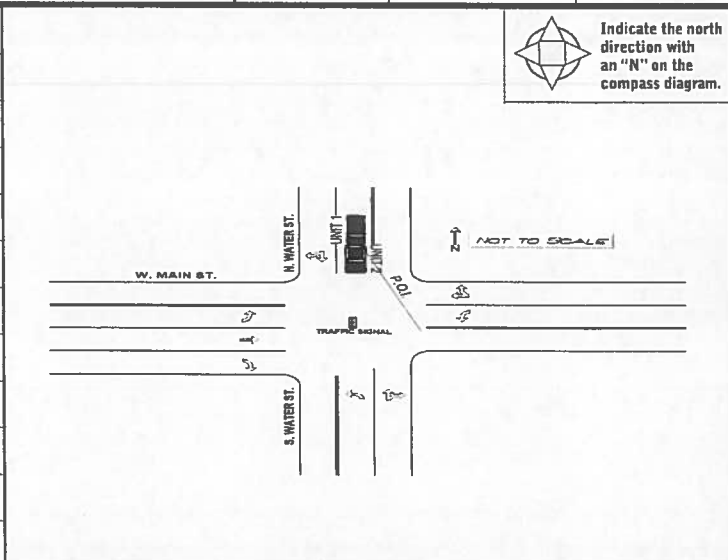 Indicate the north
direction with
an "N" on the
compass diagram.
N. WATER ST.
UNIT 1
UNIT 2
P.O.I
N
NOT TO SCALE
W. MAIN ST.
TRAFFIC SIGNAL
S. WATER ST.